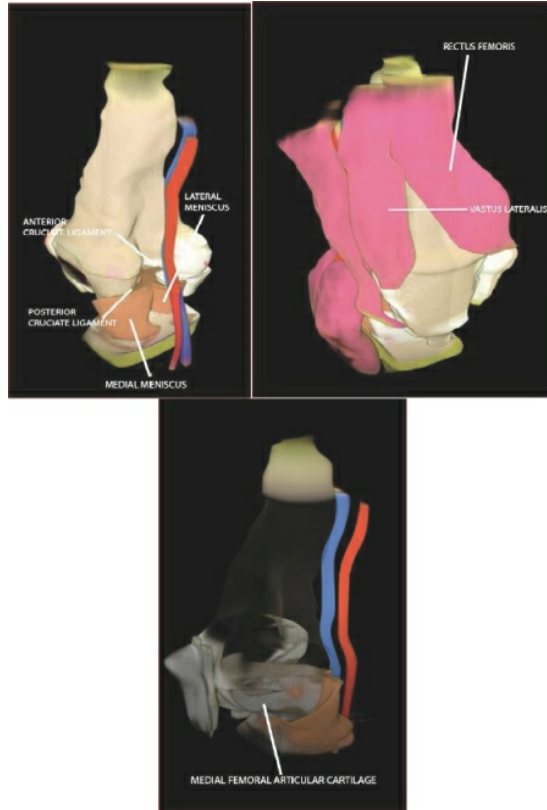 RECTUS FEMORIS
LATERAL
MENISCUS
VASTUS LATERALIS
ANTERIOR
CRUCIATE LIGAMENT
POSTERIOR
CRUCIATE LIGAMENT
MEDIAL MENISCUS
MEDIAL FEMORAL ARTICULAR CARTILAGE